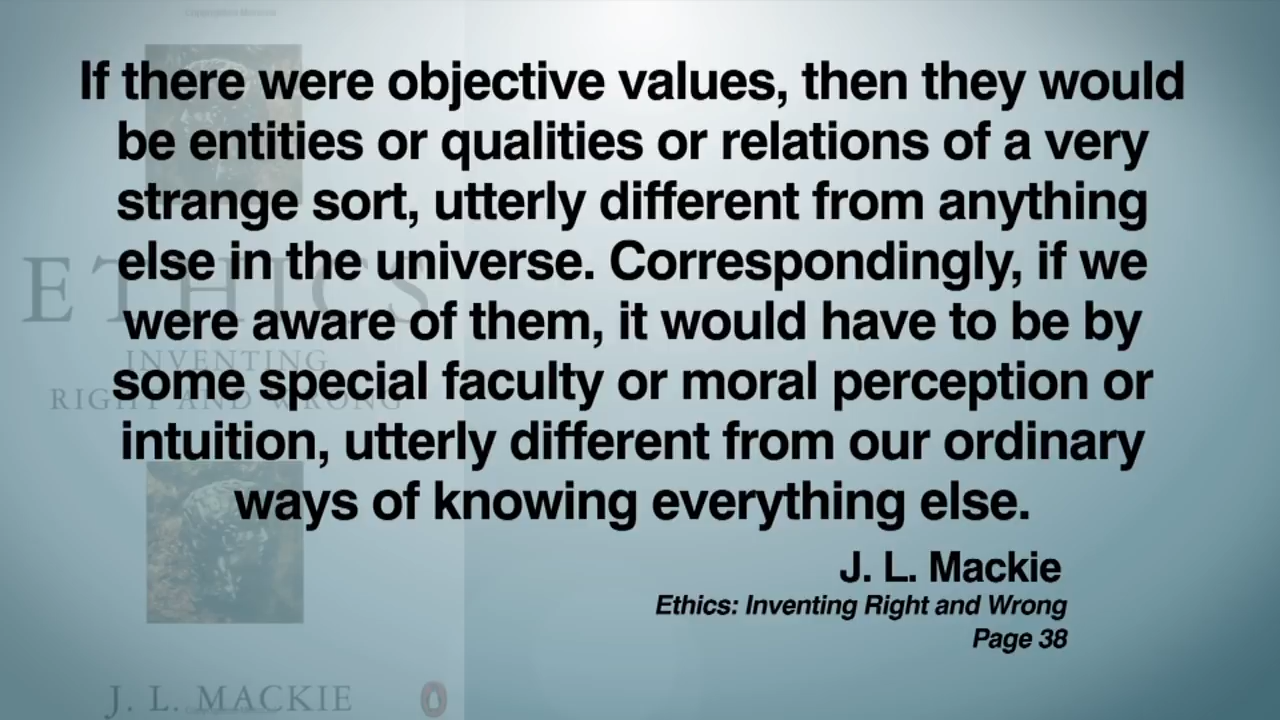 If there were objective values, then they would
be entities or qualities or relations of a very
strange sort, utterly different from anything
else in the universe. Correspondingly, if we
were aware of them, it would have to be by
some special faculty or moral perception or
intuition, utterly different from our ordinary
ways of knowing everything else.
J. L. Mackie
Ethics: Inventing Right and Wrong
Page 38
ETHICS
INVENTING
RIGHT AND WRONG
J. L. MACKIE